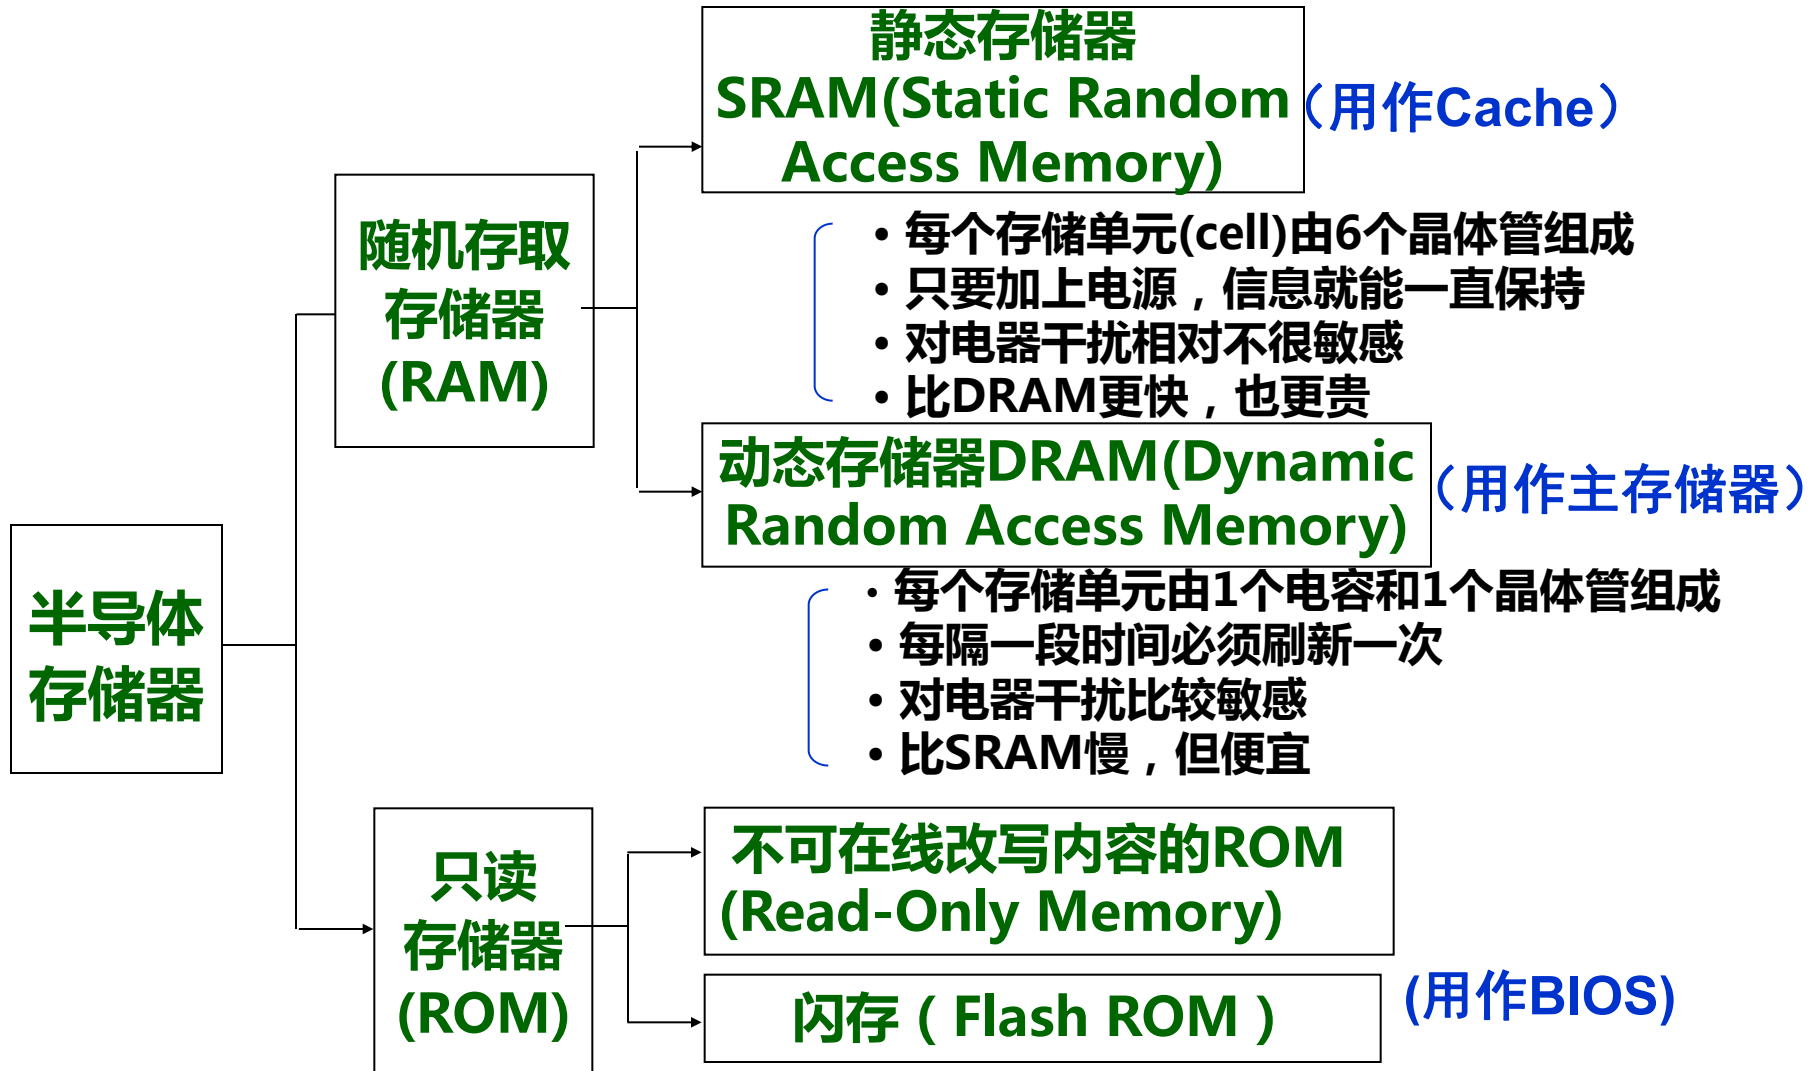 静态存储器
SRAM(Static Random
Access Memory)
（用作Cache）
• 每个存储单元(cell)由6个晶体管组成
• 只要加上电源，信息就能一直保持
• 对电器干扰相对不很敏感
• 比DRAM更快，也更贵
随机存取
存储器
(RAM)
动态存储器DRAM(Dynamic
Random Access Memory)
（用作主存储器）
• 每个存储单元由1个电容和1个晶体管组成
• 每隔一段时间必须刷新一次
• 对电器干扰比较敏感
• 比SRAM慢，但便宜
半导体
存储器
只读
存储器
(ROM)
不可在线改写内容的ROM
(Read-Only Memory)
闪存（Flash ROM）
(用作BIOS)